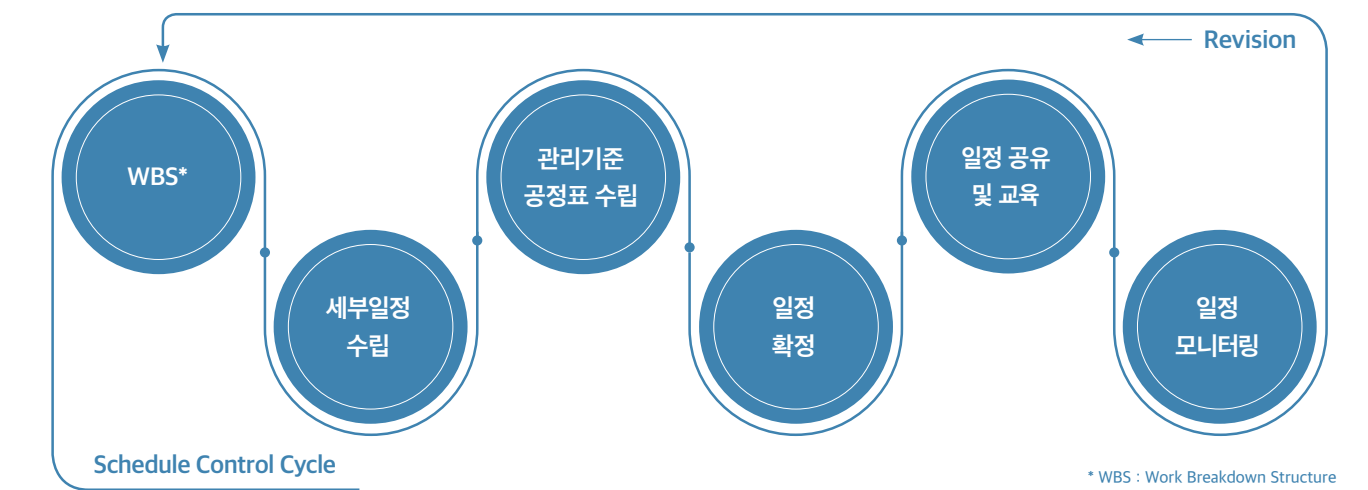 Revision
WBS*
세부일정
수립
관리기준
공정표 수립
일정
확정
일정 공유
및 교육
일정
모니터링
Schedule Control Cycle
* WBS : Work Breakdown Structure